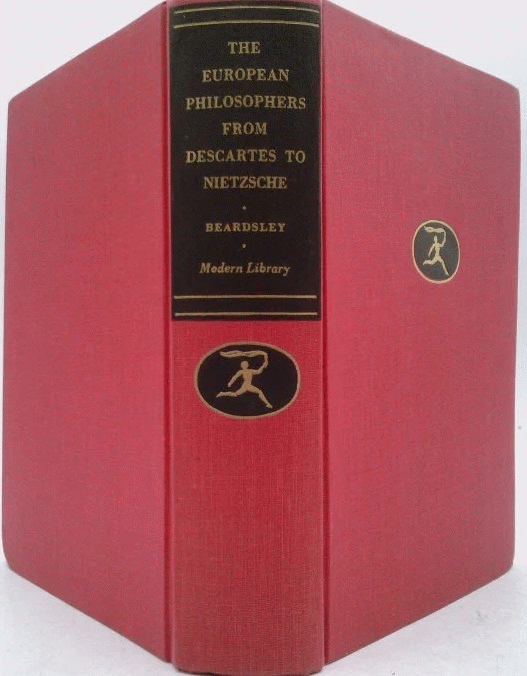 THE
EUROPEAN
PHILOSOPHERS
FROM
DESCARTES TO
NIETZSCHE
BEARDSLEY
Modern Library